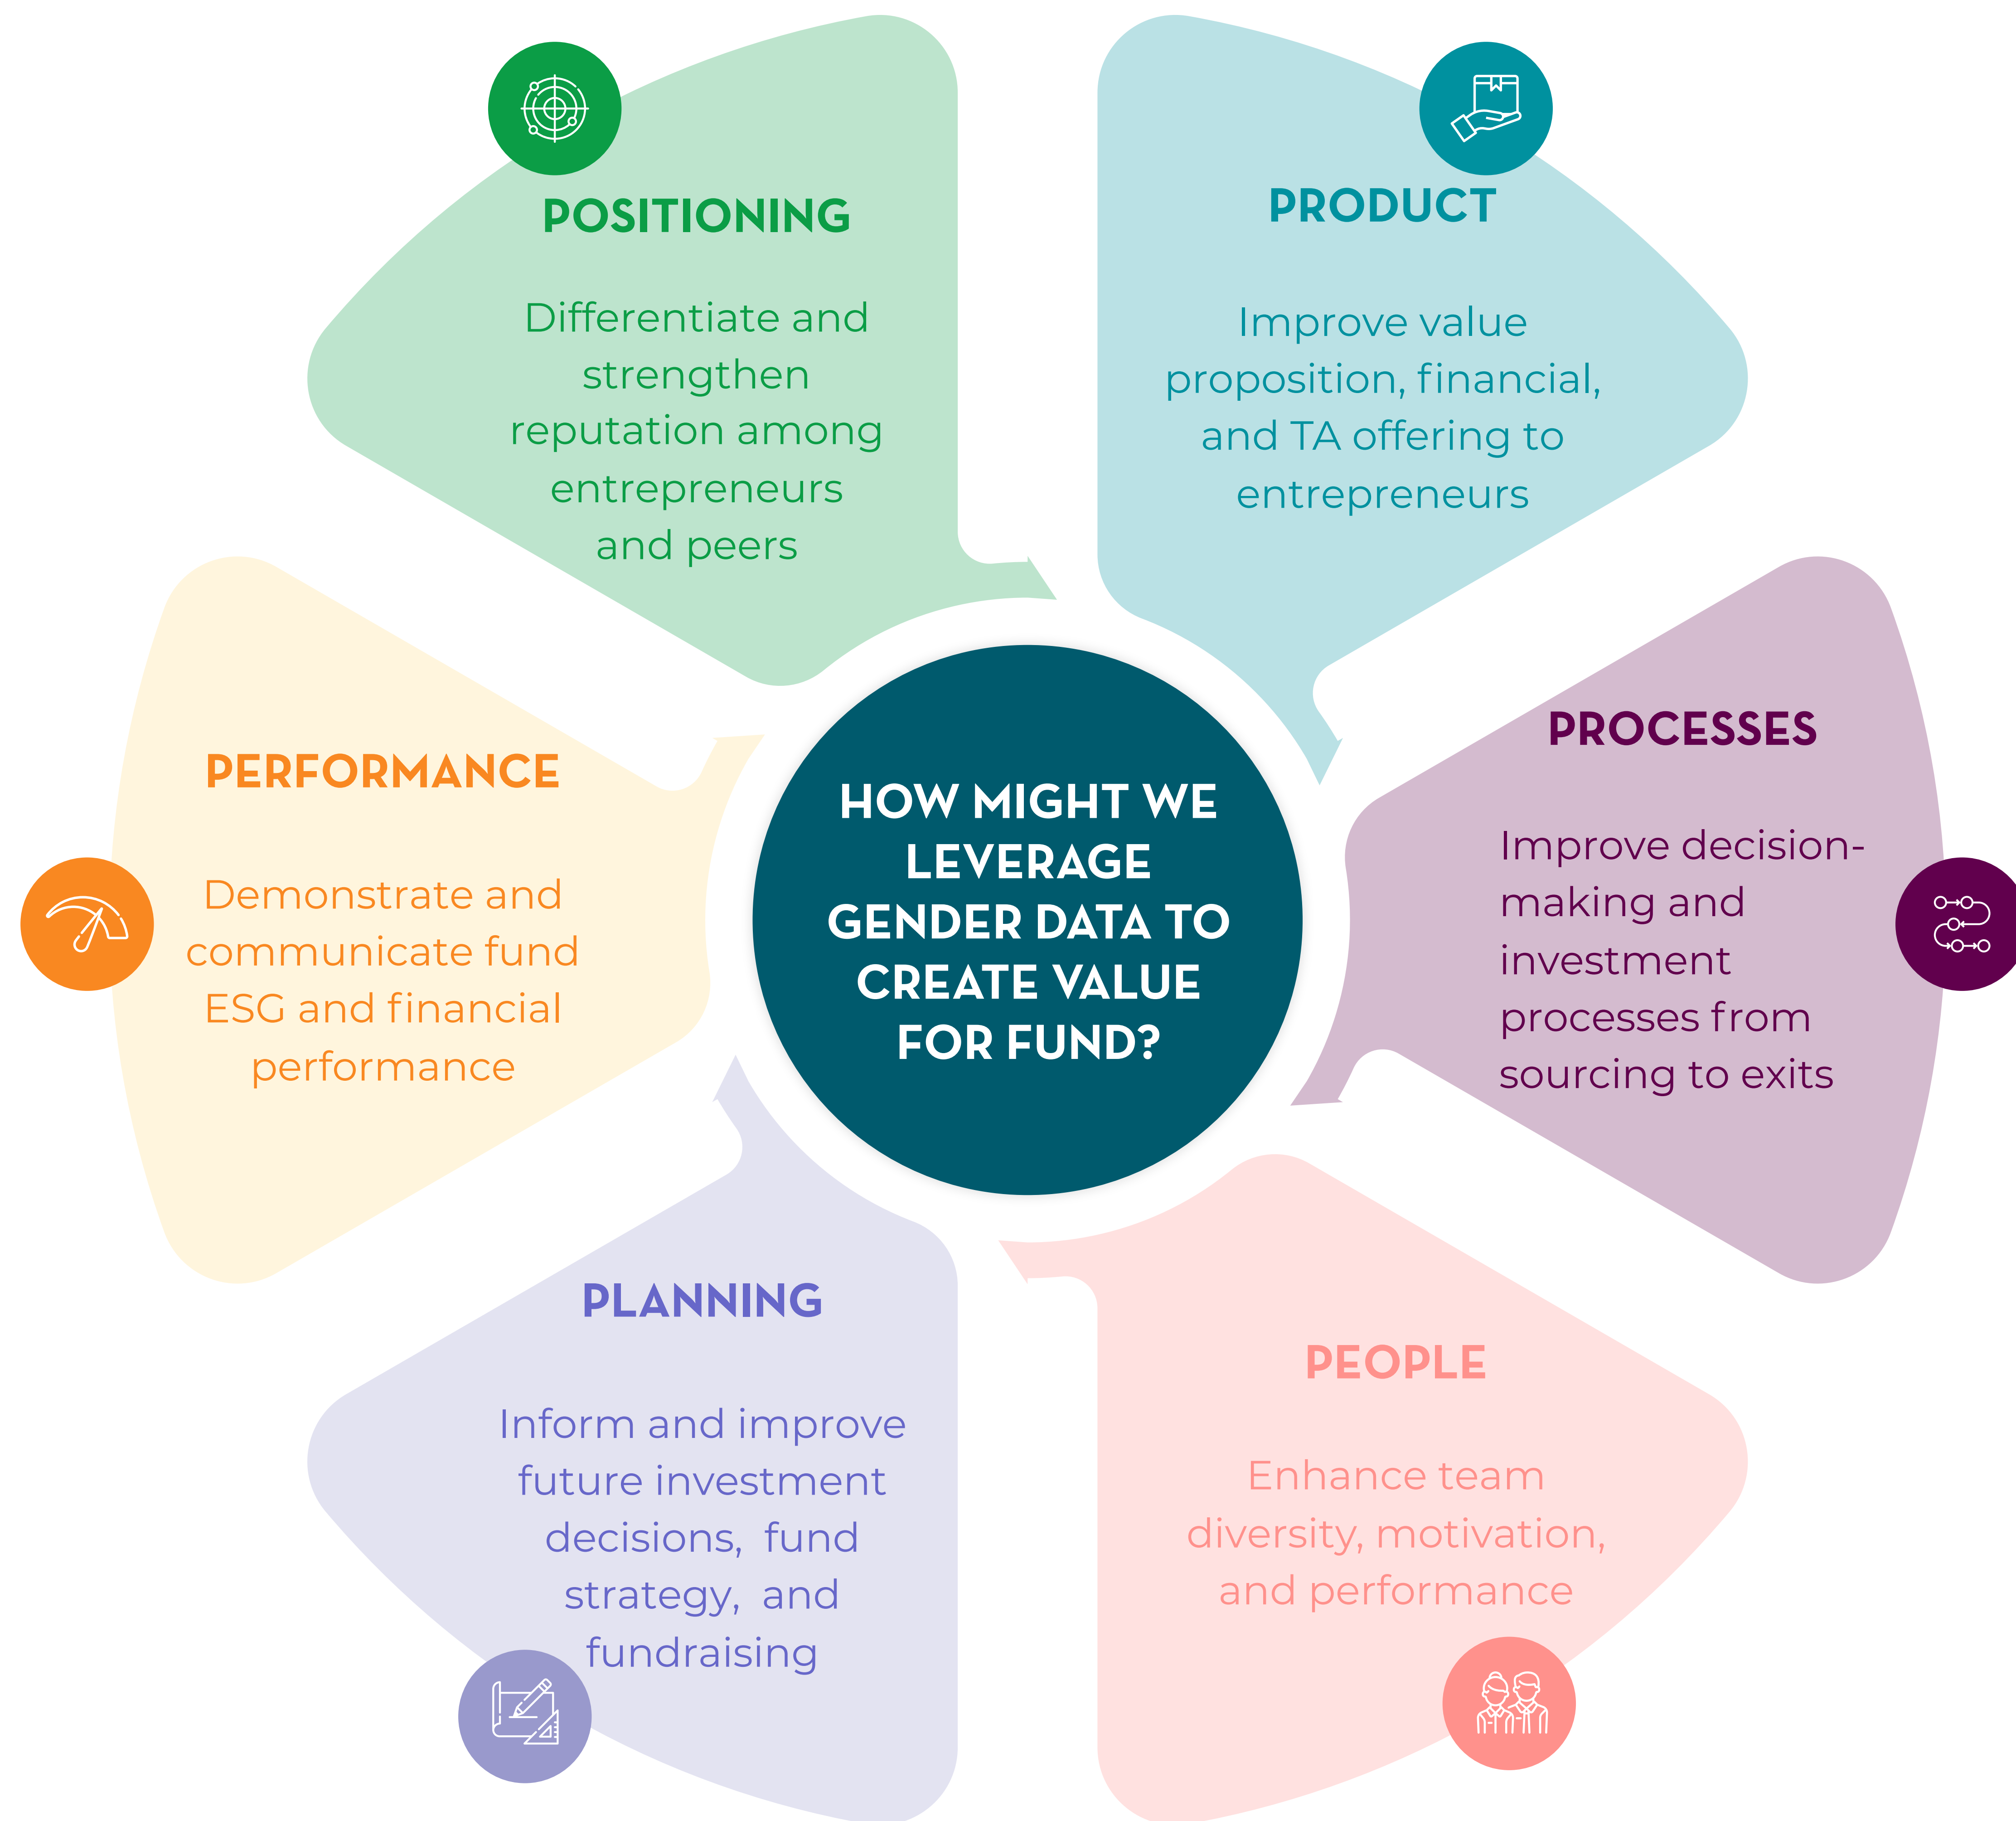 POSITIONING
Differentiate and
strengthen
reputation among
entrepreneurs
and peers
PRODUCT
Improve value
proposition, financial,
and TA offering to
entrepreneurs
PROCESSES
Improve decision-
making and
investment
processes from
sourcing to exits
PEOPLE
Enhance team
diversity, motivation,
and performance
PLANNING
Inform and improve
future investment
decisions,  fund
strategy,  and
fundraising
PERFORMANCE
Demonstrate and
communicate fund
ESG and financial
performance
HOW MIGHT WE
LEVERAGE
GENDER DATA TO
CREATE VALUE
FOR FUND?